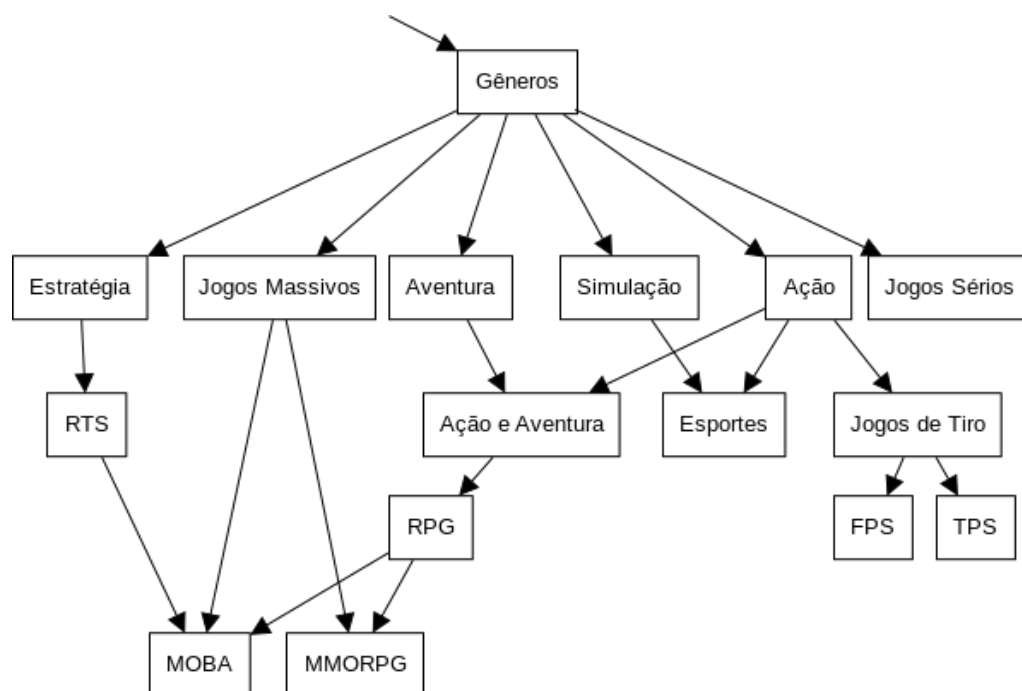 Gêneros
Estratégia
Jogos Massivos
Aventura
Simulação
Ação
Jogos Sérios
RTS
Ação e Aventura
Esportes
Jogos de Tiro
RPG
FPS
TPS
MOBA
MMORPG